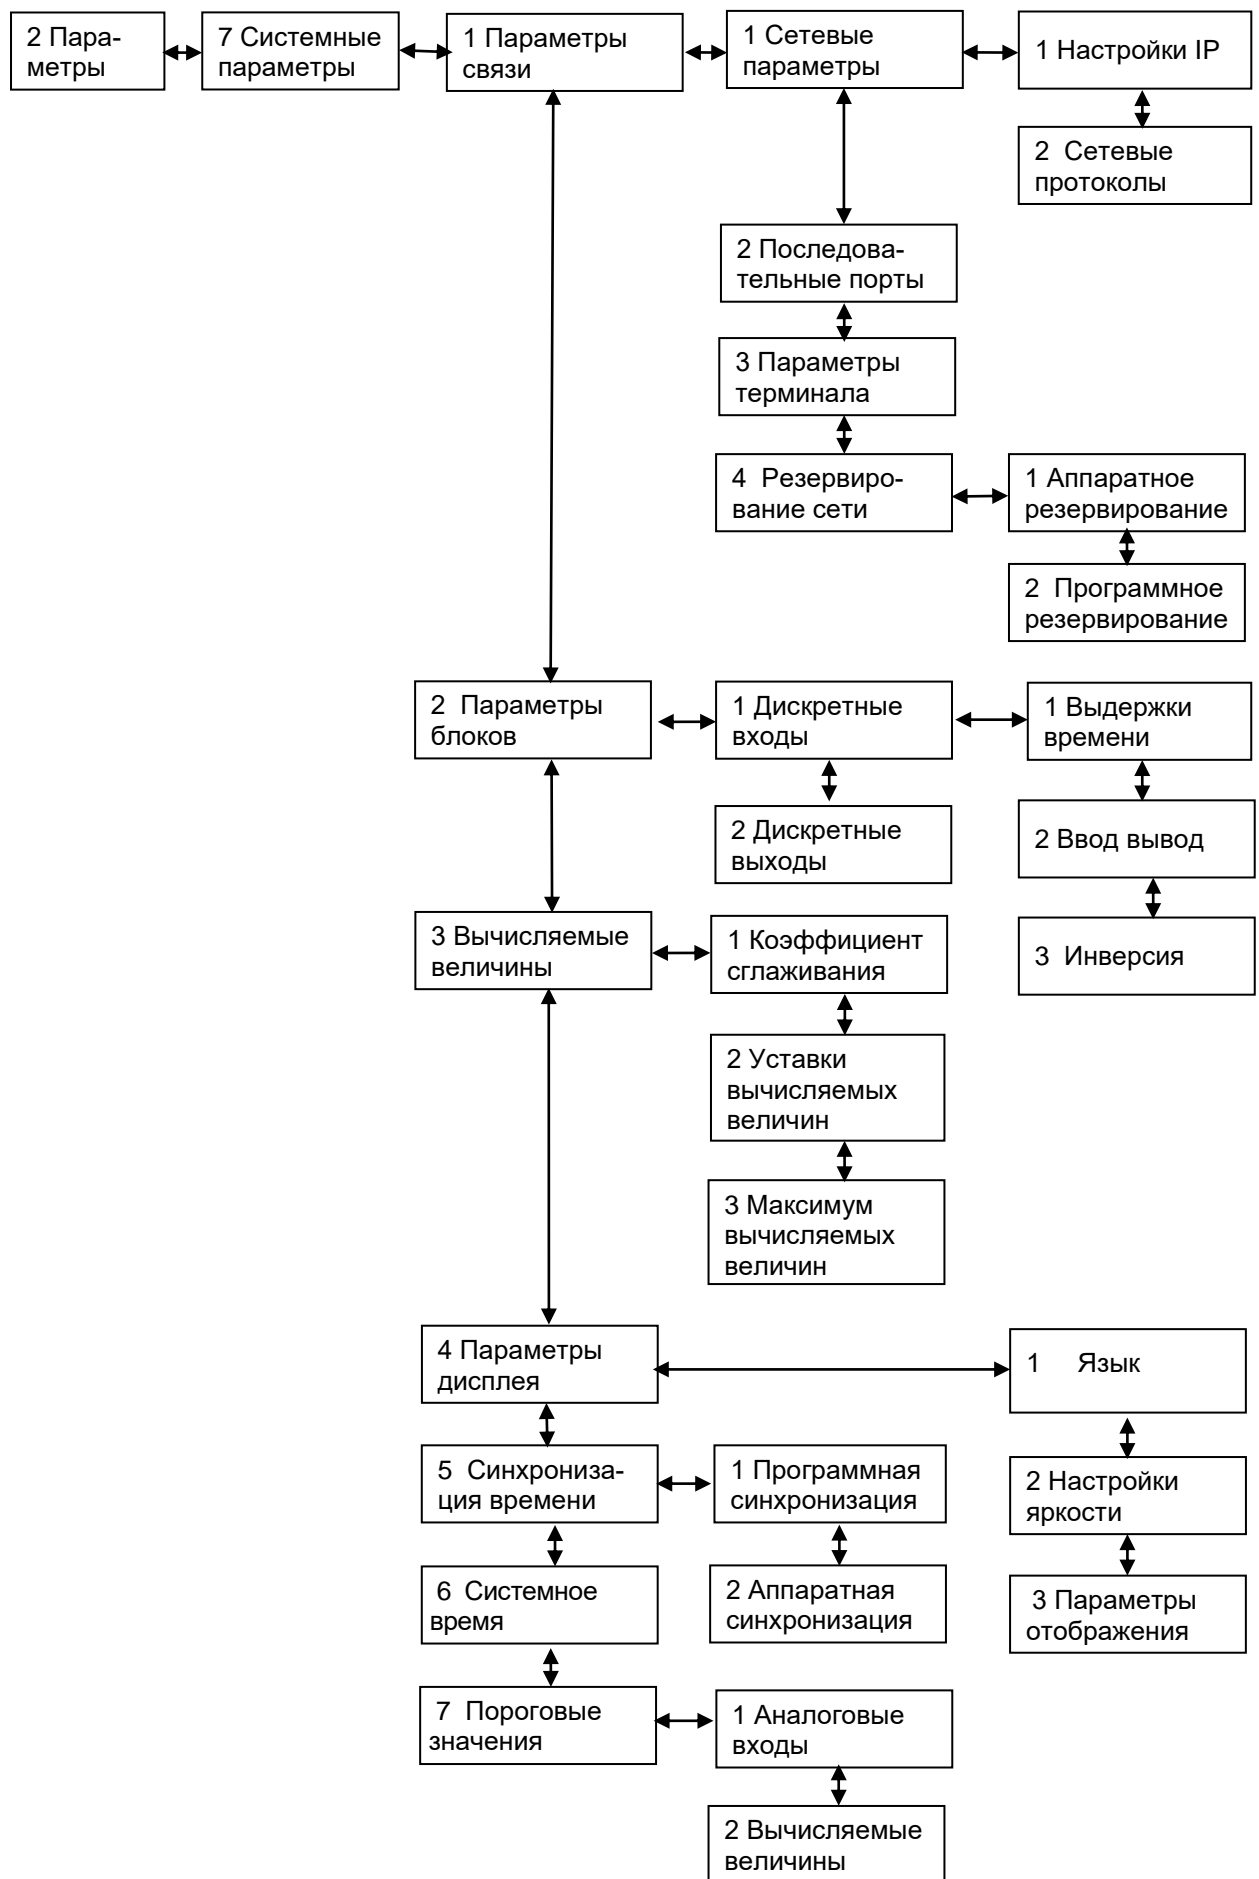 2 Пара-
метры
7 Системные
параметры
1 Параметры
связи
1 Сетевые
параметры
1 Настройки IP
2 Сетевые
протоколы
2 Последова-
тельные порты
3 Параметры
терминала
4 Резервиро-
вание сети
1 Аппаратное
резервирование
2 Программное
резервирование
2 Параметры
блоков
1 Дискретные
входы
1 Выдержки
времени
2 Дискретные
выходы
2 Ввод вывод
3 Инверсия
3 Вычисляемые
величины
1 Коэффициент
сглаживания
2 Уставки
вычисляемых
величин
3 Максимум
вычисляемых
величин
4 Параметры
дисплея
1 Язык
2 Настройки
яркости
3 Параметры
отображения
5 Синхрониза-
ция времени
1 Программная
синхронизация
2 Аппаратная
синхронизация
6 Системное
время
7 Пороговые
значения
1 Аналоговые
входы
2 Вычисляемые
величины